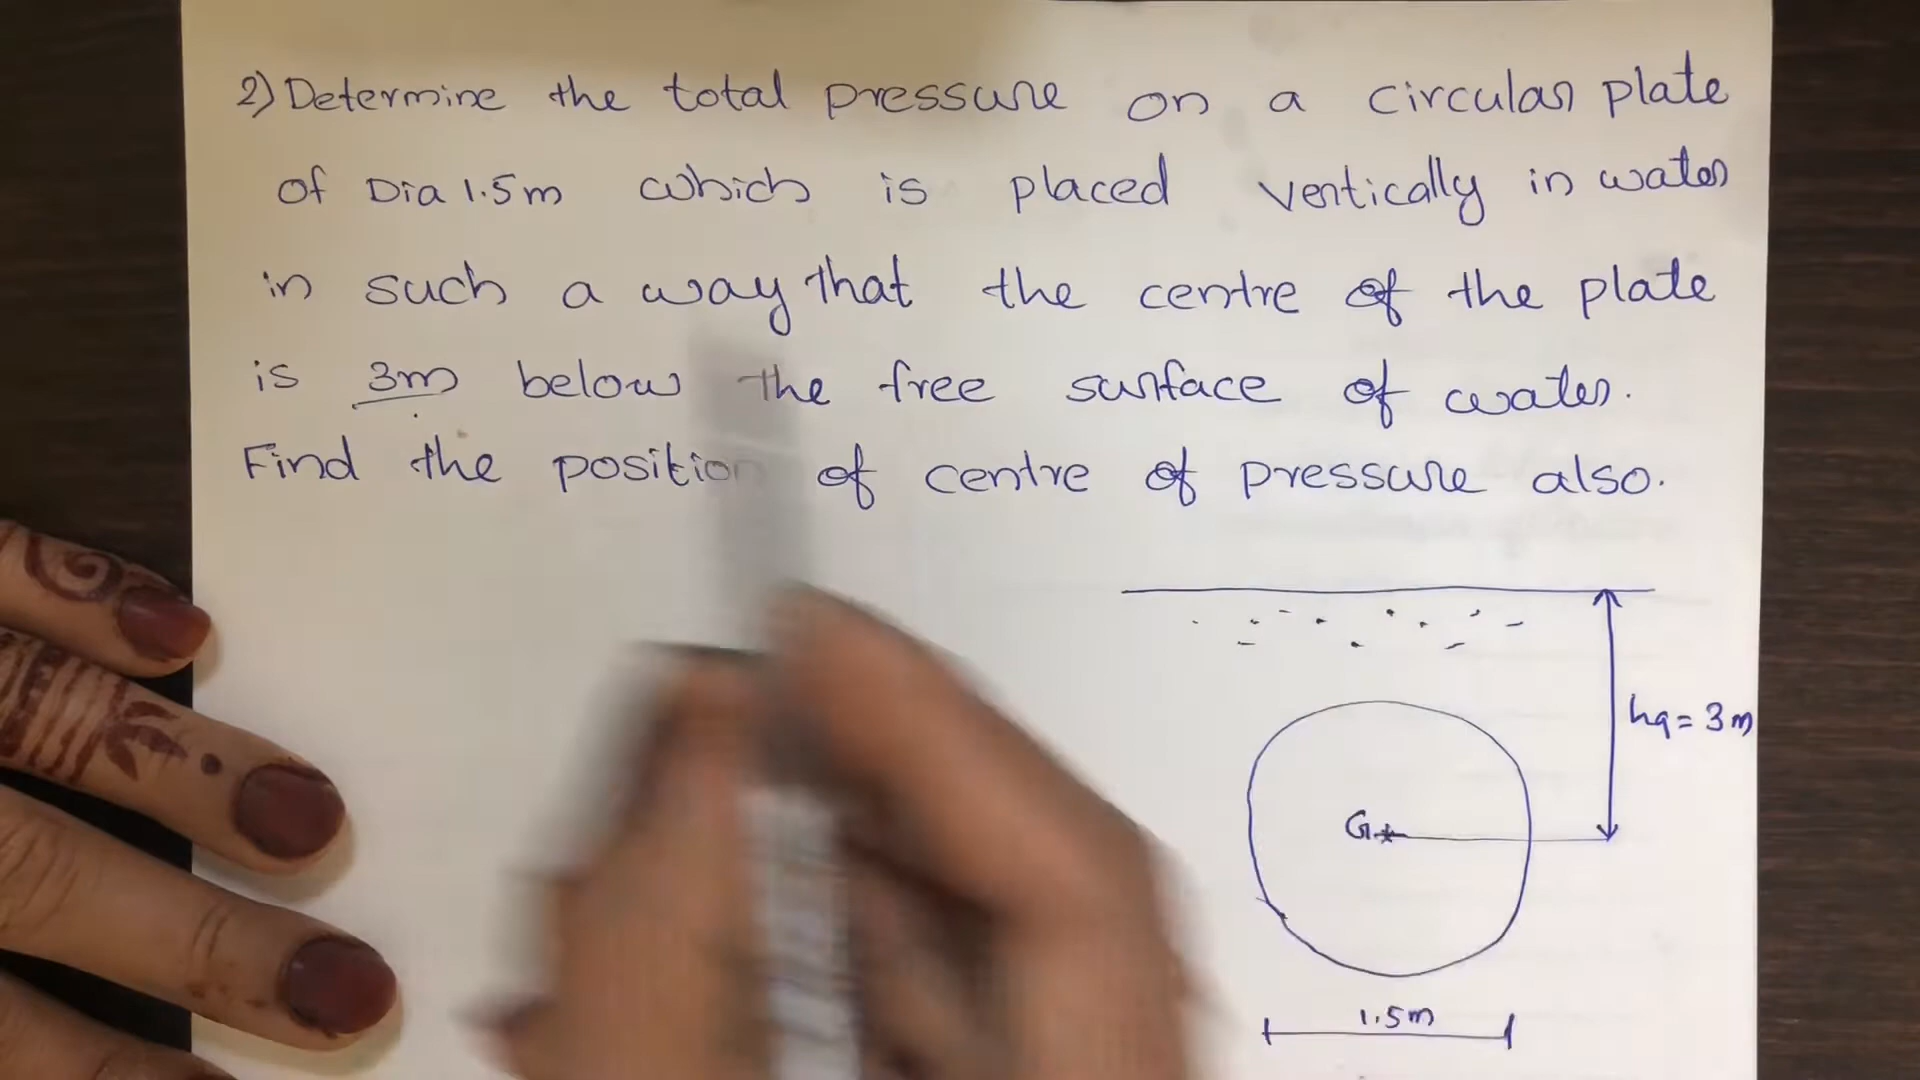 2) Determine the total pressure on a circular plate
of Dia 1.5m which is placed vertically in water
in such a way that the centre of the plate
is 3m below the free surface of water.
Find the position of centre of pressure also.
hg = 3m
G
1.5m